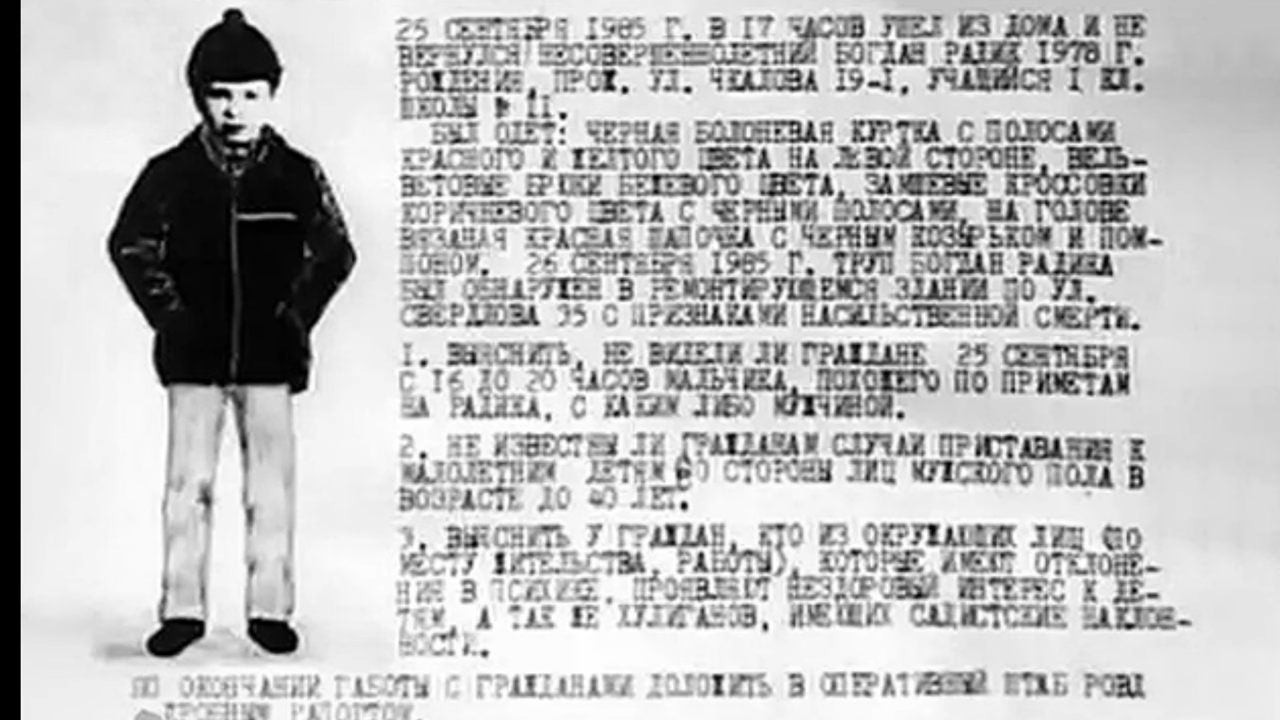 25 СЕНТЯБРЯ 1985 Г. В 17 ЧАСОВ УШЕЛ ИЗ ДОМА И НЕ
ВЕРНУЛСЯ НЕСОВЕРШЕННОЛЕТНИЙ БОГДАН РАДИК 1978 Г.
РОЖДЕНИЯ, ПРОЖ. УЛ. ЧКАЛОВА 19-1, УЧАЩИЙСЯ I КЛ.
ШКОЛЫ № 11.
БЫЛ ОДЕТ: ЧЕРНАЯ БОЛОНЕВАЯ КУРТКА С ПОЛОСАМИ
КРАСНОГО И ЖЕЛТОГО ЦВЕТА НА ЛЕВОЙ СТОРОНЕ, ВЕЛЬ-
ВЕТОВЫЕ БРЮКИ БЕЖЕВОГО ЦВЕТА, ЗАМШЕВЫЕ КРОССОВКИ
КОРИЧНЕВОГО ЦВЕТА С ЧЕРНЫМИ ПОЛОСАМИ, НА ГОЛОВЕ
ВЯЗАНАЯ КРАСНАЯ ШАПОЧКА С ЧЕРНЫМ КОЗЫРЬКОМ И ПОМ-
ПОНОМ. 26 СЕНТЯБРЯ 1985 Г. ТРУП БОГДАН РАДИКА
БЫЛ ОБНАРУЖЕН В РЕМОНТИРУЮЩЕМСЯ ЗДАНИИ ПО УЛ.
СВЕРДЛОВА 35 С ПРИЗНАКАМИ НАСИЛЬСТВЕННОЙ СМЕРТИ.
1. ВЫЯСНИТЬ, НЕ ВИДЕЛИ ЛИ ГРАЖДАНЕ 25 СЕНТЯБРЯ
С 16 ДО 20 ЧАСОВ МАЛЬЧИКА, ПОХОЖЕГО ПО ПРИМЕТАМ
НА РАДИКА, С КАКИМ ЛИБО МУЖЧИНОЙ.
2. НЕ ИЗВЕСТНЫ ЛИ ГРАЖДАНАМ СЛУЧАИ ПРИСТАВАНИЯ К
МАЛОЛЕТНИМ ДЕТЯМ СО СТОРОНЫ ЛИЦ МУЖСКОГО ПОЛА В
ВОЗРАСТЕ ДО 40 ЛЕТ.
3. ВЫЯСНИТЬ У ГРАЖДАН, КТО ИЗ ОКРУЖАЮЩИХ ЛИЦ (ПО
МЕСТУ ЖИТЕЛЬСТВА, РАБОТЫ), КОТОРЫЕ ИМЕЮТ ОТКЛОНЕ-
НИЯ В ПСИХИКЕ, ПРОЯВЛЯЮТ НЕЗДОРОВЫЙ ИНТЕРЕС К ДЕ-
ТЯМ, А ТАК ЖЕ ХУЛИГАНОВ, ИМЕЮЩИХ САДИСТСКИЕ НАКЛОН-
НОСТИ.
ПО ОКОНЧАНИИ РАБОТЫ С ГРАЖДАНАМИ ДОЛОЖИТЬ В ОПЕРАТИВНЫЙ ШТАБ РОВД
РАПОРТОМ.